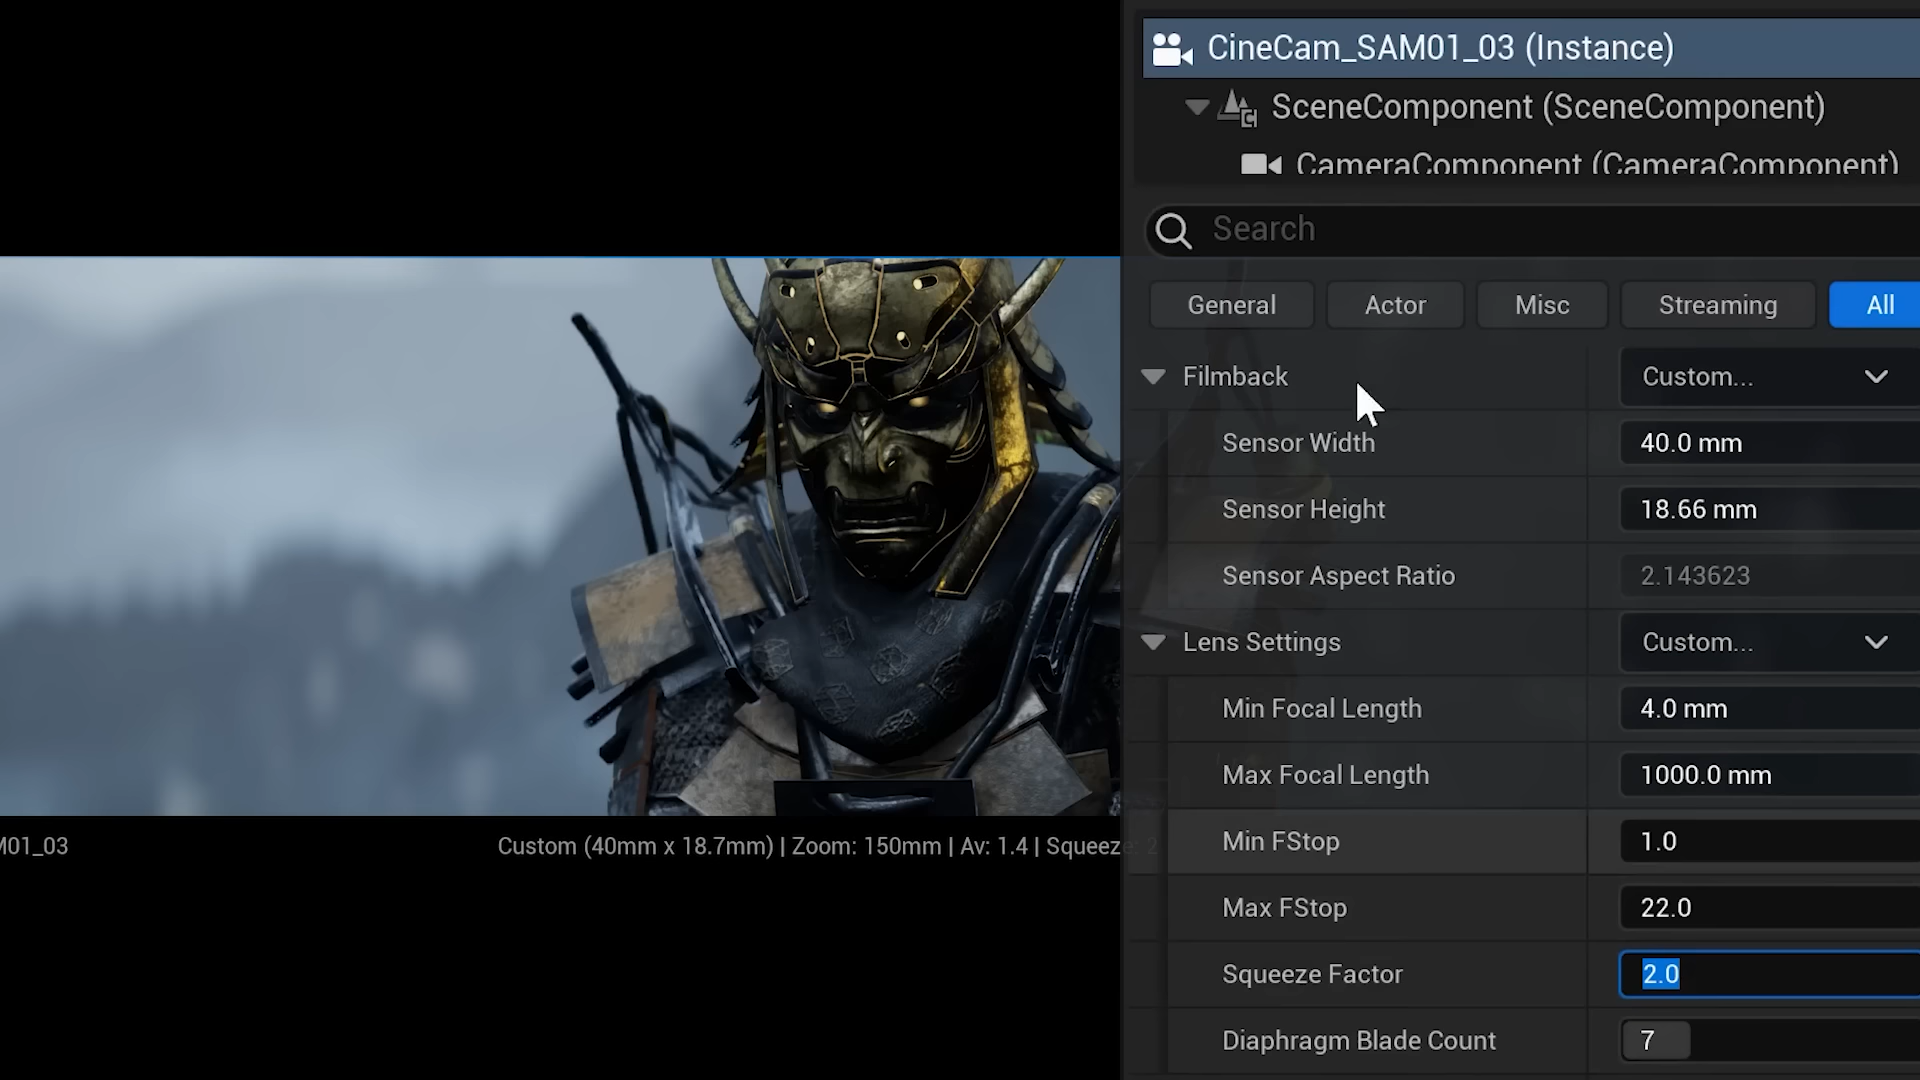 CineCam_SAM01_03 (Instance)
SceneComponent (SceneComponent)
CameraComponent (CameraComponent)
Search
General
Actor
Misc
Streaming
All
Filmback
Custom...
Sensor Width
40.0 mm
Sensor Height
18.66 mm
Sensor Aspect Ratio
2.143623
Lens Settings
Custom...
Min Focal Length
4.0 mm
Max Focal Length
1000.0 mm
Min FStop
1.0
Max FStop
22.0
Squeeze Factor
2.0
Diaphragm Blade Count
7
M01_03
Custom (40mm x 18.7mm) | Zoom: 150mm | Av: 1.4 | Squeeze: 2